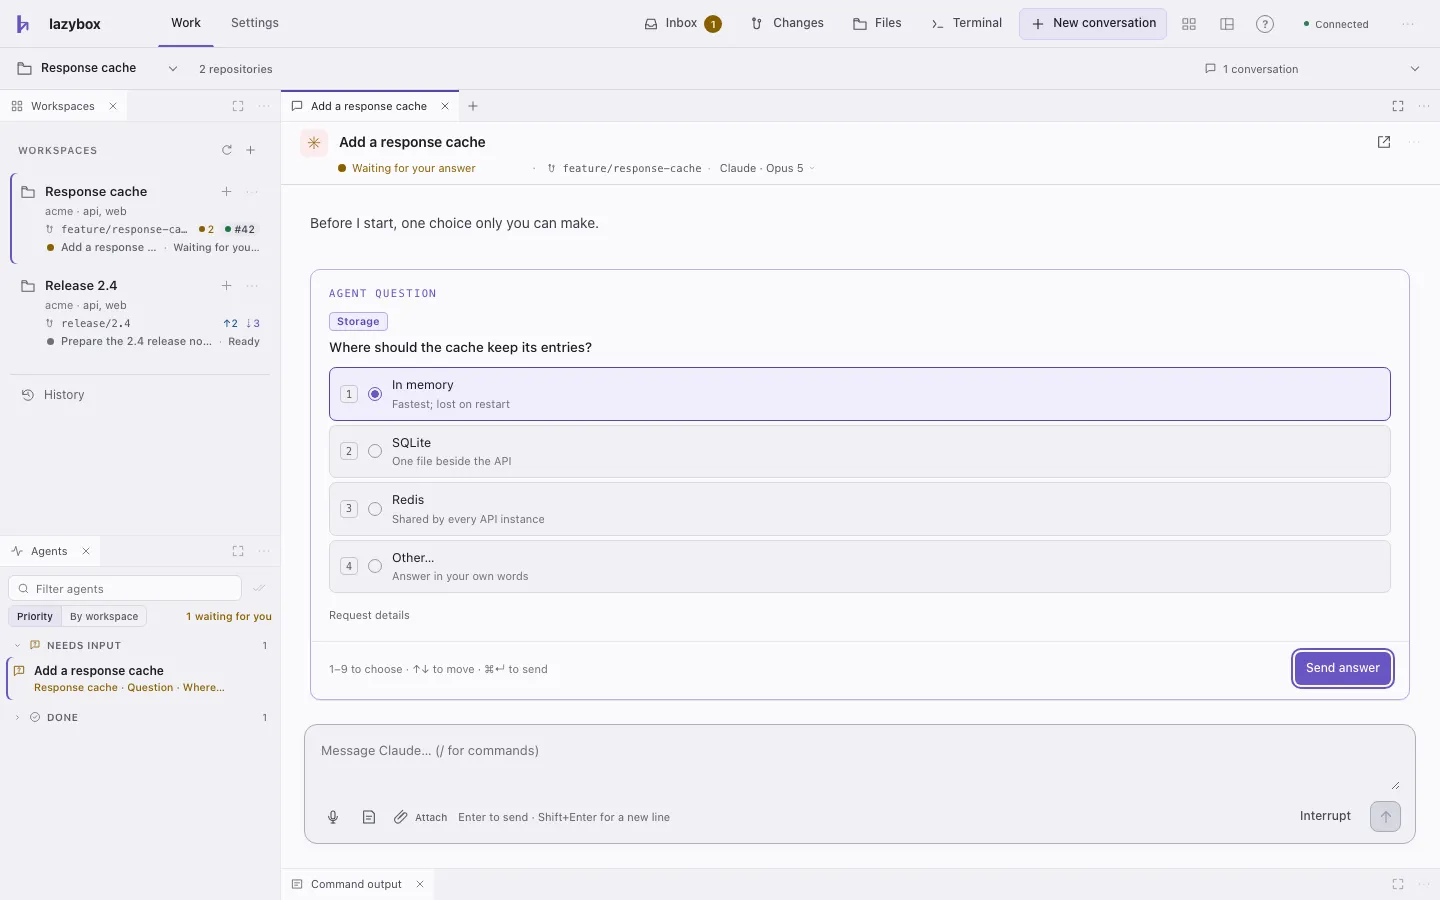 lazybox
Work
Settings
Inbox 1
Changes
Files
Terminal
New conversation
?
Connected
Response cache
2 repositories
1 conversation
Workspaces
Add a response cache
WORKSPACES
Response cache
acme · api, web
feature/response-ca… 2 #42
Add a response … · Waiting for you…
Release 2.4
acme · api, web
release/2.4 ↑2 ↓3
Prepare the 2.4 release no… · Ready
History
Agents
Filter agents
Priority
By workspace
1 waiting for you
NEEDS INPUT 1
Add a response cache
Response cache · Question · Where…
DONE 1
Add a response cache
Waiting for your answer · feature/response-cache · Claude · Opus 5
Before I start, one choice only you can make.
AGENT QUESTION
Storage
Where should the cache keep its entries?
1 In memory
Fastest; lost on restart
2 SQLite
One file beside the API
3 Redis
Shared by every API instance
4 Other…
Answer in your own words
Request details
1–9 to choose · ↑↓ to move · ⌘↵ to send
Send answer
Message Claude… (/ for commands)
Attach
Enter to send · Shift+Enter for a new line
Interrupt
Command output